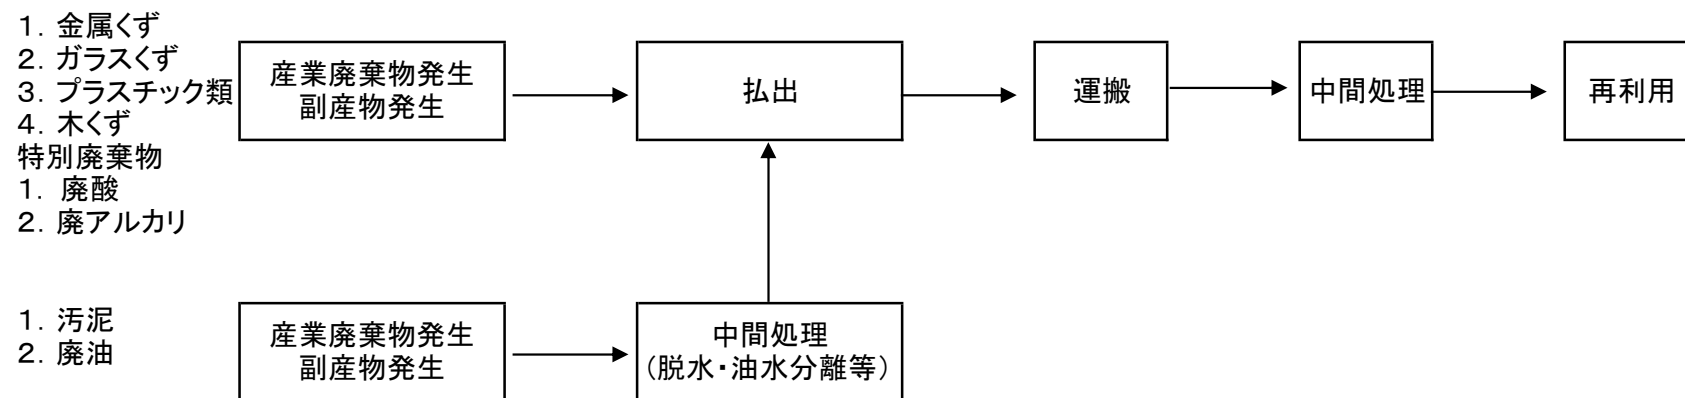 1．金属くず
2．ガラスくず
3．プラスチック類
4．木くず
特別廃棄物
1．廃酸
2．廃アルカリ
産業廃棄物発生
副産物発生
払出
運搬
中間処理
再利用
1．汚泥
2．廃油
産業廃棄物発生
副産物発生
中間処理
（脱水・油水分離等）